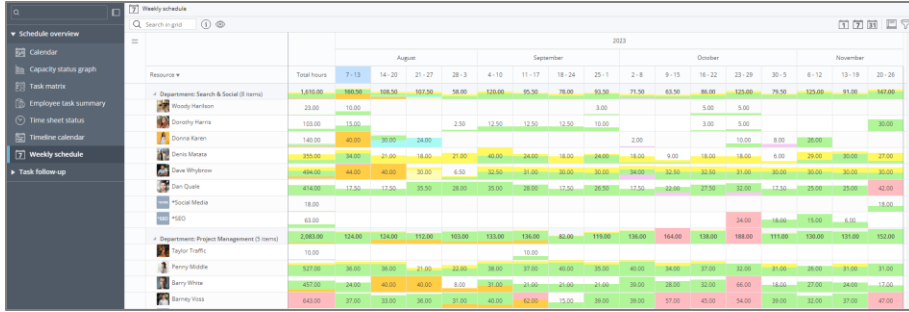 Weekly schedule
Search in grid
7 31
Schedule overview
Calendar
Capacity status graph
Task matrix
Employee task summary
Time sheet status
Timeline calendar
7 Weekly schedule
Task follow-up
2023
August September October November
Resource Total hours 7 - 13 14 - 20 21 - 27 28 - 3 4 - 10 11 - 17 18 - 24 25 - 1 2 - 8 9 - 15 16 - 22 23 - 29 30 - 5 6 - 12 13 - 19 20 - 26
Department: Search & Social (8 items) 1,610.00 160.50 108.50 107.50 58.00 120.00 95.50 78.00 93.50 71.50 63.50 86.00 125.00 79.50 125.00 91.00 147.00
Woody Harilson 23.00 10.00 3.00 5.00 5.00
Dorothy Harris 103.00 15.00 2.50 12.50 12.50 12.50 10.00 3.00 5.00 30.00
Donna Karen 140.00 40.00 30.00 24.00 2.00 10.00 8.00 26.00
Denis Matata 355.00 34.00 21.00 18.00 21.00 40.00 24.00 18.00 24.00 18.00 9.00 18.00 18.00 6.00 29.00 30.00 27.00
Dave Whybrow 494.00 44.00 40.00 30.00 6.50 32.50 31.00 30.00 30.00 34.00 32.50 32.50 31.00 30.00 30.00 30.00 30.00
Dan Quale 414.00 17.50 17.50 35.50 28.00 35.00 28.00 17.50 26.50 17.50 22.00 27.50 32.00 17.50 25.00 25.00 42.00
*Social Media 18.00 18.00
*SEO 63.00 24.00 18.00 15.00 6.00
Department: Project Management (5 items) 2,083.00 124.00 124.00 112.00 103.00 133.00 136.00 82.00 119.00 136.00 164.00 138.00 188.00 111.00 130.00 131.00 152.00
Taylor Traffic 10.00 10.00
Penny Middle 527.00 36.00 36.00 21.00 22.00 38.00 37.00 40.00 35.00 40.00 34.00 37.00 32.00 31.00 26.00 31.00 31.00
Barry White 457.00 24.00 40.00 40.00 8.00 31.00 21.00 21.00 21.00 39.00 28.00 32.00 66.00 18.00 27.00 24.00 17.00
Barney Voss 643.00 37.00 33.00 36.00 31.00 40.00 62.00 15.00 39.00 39.00 57.00 45.00 54.00 39.00 32.00 37.00 47.00